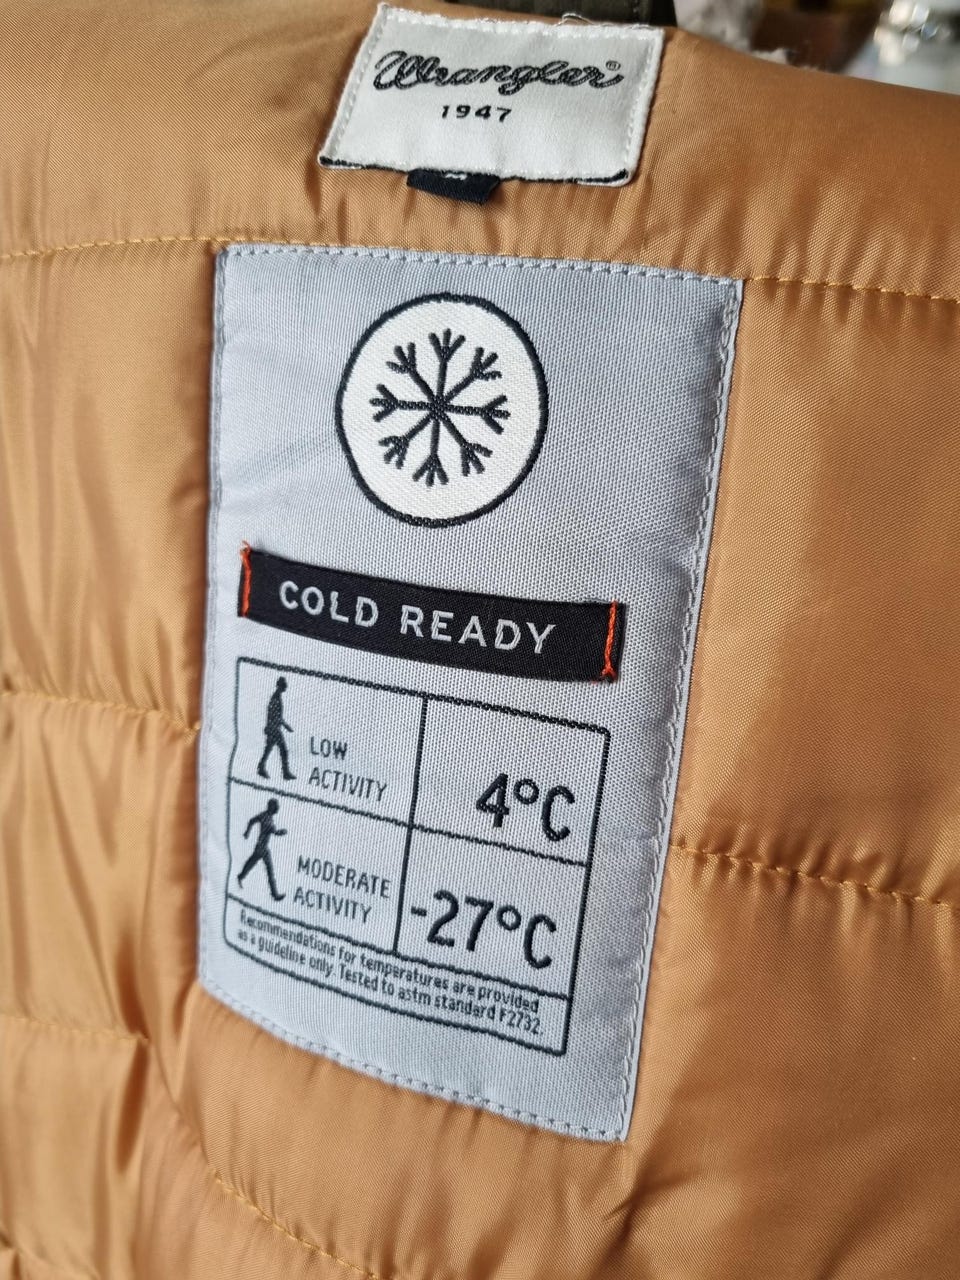 Wrangler®
1947
COLD READY
LOW
ACTIVITY
4°C
MODERATE
ACTIVITY
-27°C
Recommendations for temperatures are provided
as a guideline only. Tested to astm standard F2732